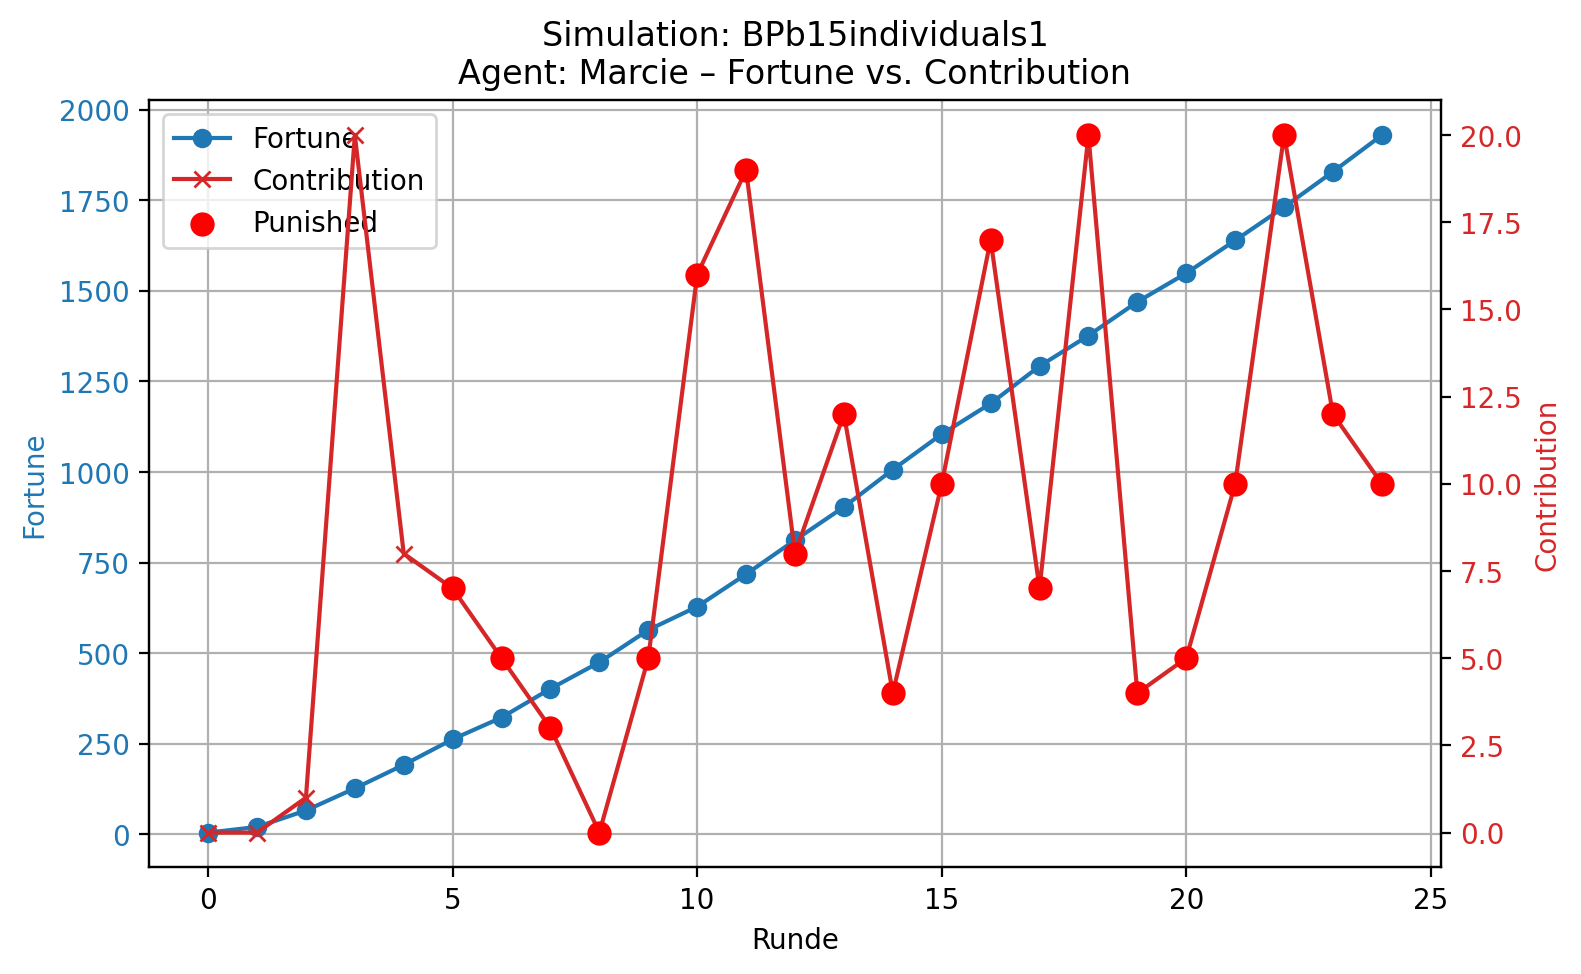 Simulation: BPb15individuals1
Agent: Marcie – Fortune vs. Contribution
Fortune
Contribution
Punished
2000
1750
1500
1250
1000
750
500
250
0
Fortune
20.0
17.5
15.0
12.5
10.0
7.5
5.0
2.5
0.0
Contribution
0 5 10 15 20 25
Runde